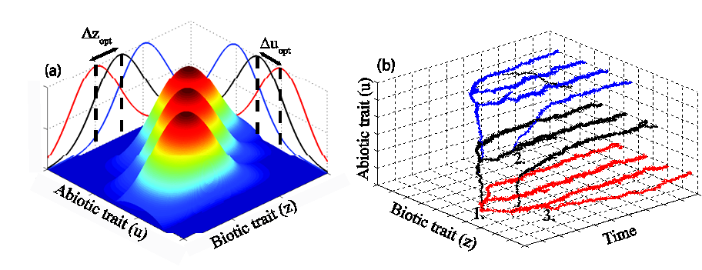 (a)
Δz_opt
Δu_opt
Abiotic trait (u)
Biotic trait (z)
(b)
Abiotic trait (u)
Biotic trait (z)
Time
1.
2.
3.